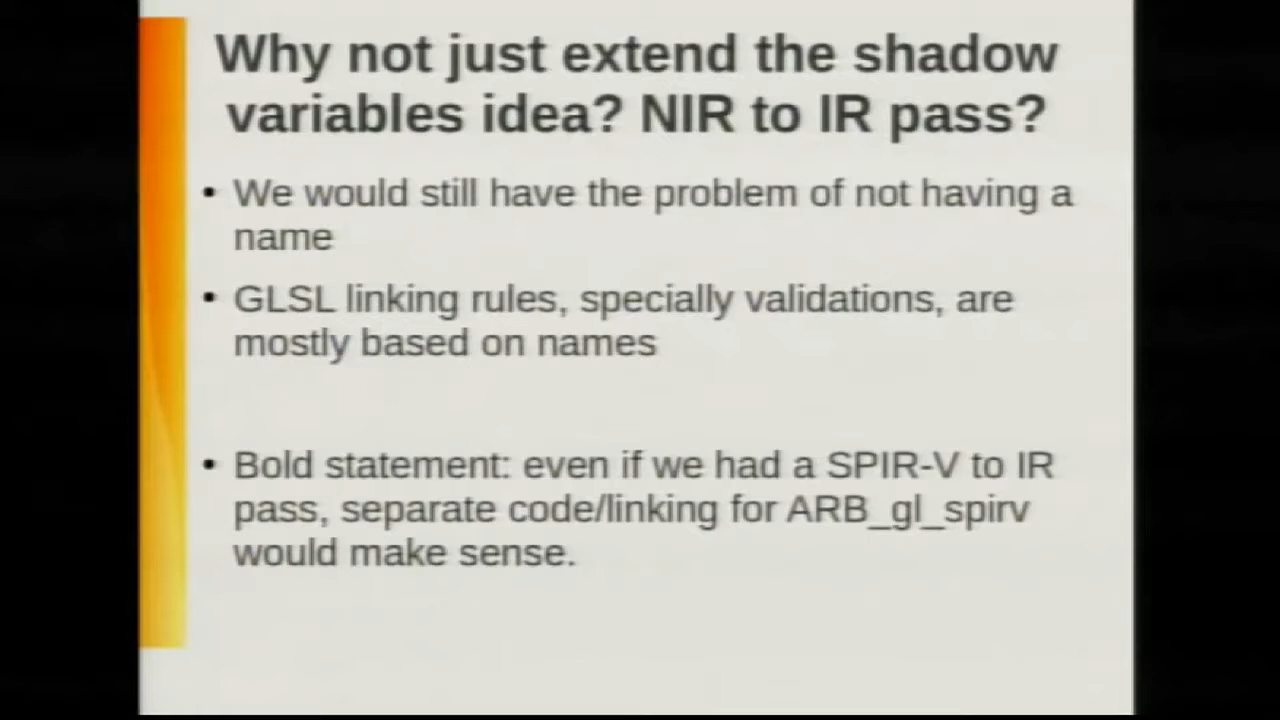 Why not just extend the shadow
variables idea? NIR to IR pass?
• We would still have the problem of not having a
name
• GLSL linking rules, specially validations, are
mostly based on names
• Bold statement: even if we had a SPIR-V to IR
pass, separate code/linking for ARB_gl_spirv
would make sense.